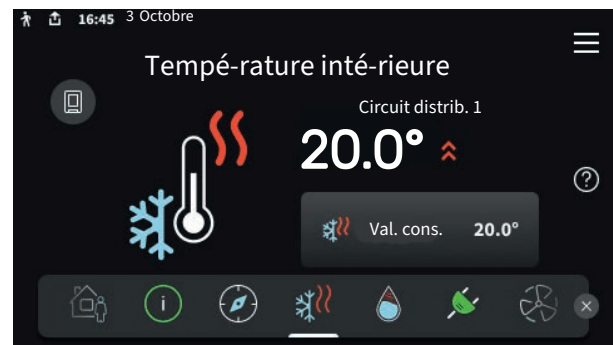 16:45 3 Octobre
Tempé-rature inté-rieure
Circuit distrib. 1
20.0°
Val. cons. 20.0°